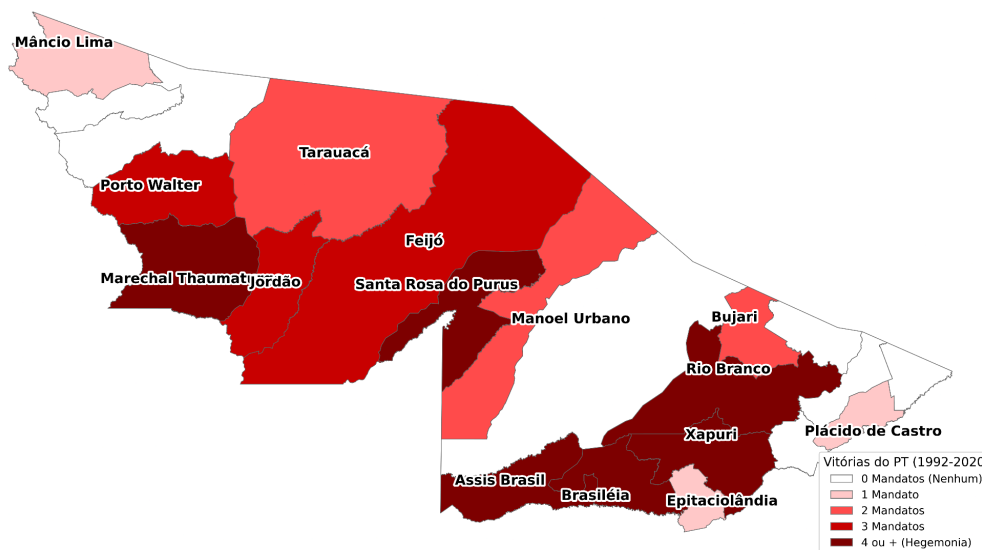 Mâncio Lima
Tarauacá
Porto Walter
Feijó
Marechal Thaumat
Jordão
Santa Rosa do Purus
Manoel Urbano
Bujari
Rio Branco
Xapuri
Plácido de Castro
Assis Brasil
Brasiléia
Epitaciolândia
Vitórias do PT (1992-2020
0 Mandatos (Nenhum)
1 Mandato
2 Mandatos
3 Mandatos
4 ou + (Hegemonia)